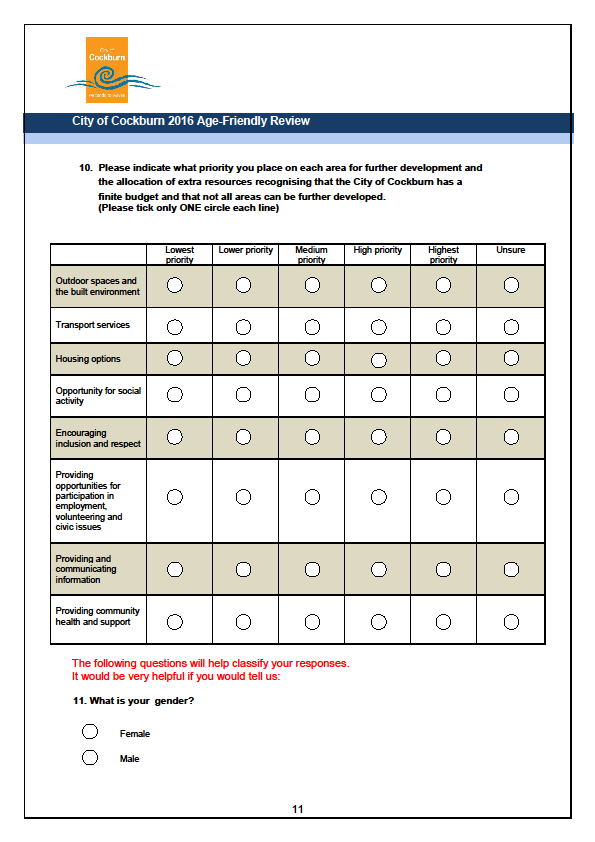 City of
Cockburn
City of Cockburn 2016 Age-Friendly Review
10. Please indicate what priority you place on each area for further development and
the allocation of extra resources recognising that the City of Cockburn has a
finite budget and that not all areas can be further developed.
(Please tick only ONE circle each line)
Lowest
priority
Lower priority
Medium
priority
High priority
Highest
priority
Unsure
Outdoor spaces and
the built environment
Transport services
Housing options
Opportunity for social
activity
Encouraging
inclusion and respect
Providing
opportunities for
participation in
employment,
volunteering and
civic issues
Providing and
communicating
information
Providing community
health and support
The following questions will help classify your responses.
It would be very helpful if you would tell us:
11. What is your gender?
Female
Male
11